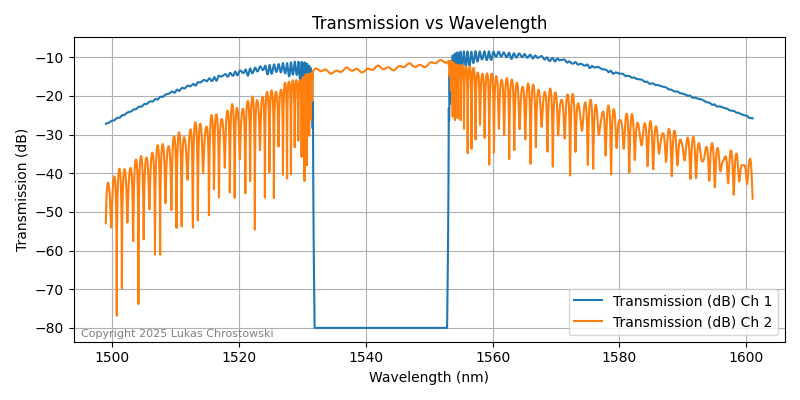 Transmission vs Wavelength
Transmission (dB)
−10
−20
−30
−40
−50
−60
−70
−80
Transmission (dB) Ch 1
Transmission (dB) Ch 2
Copyright 2025 Lukas Chrostowski
1500
1520
1540
1560
1580
1600
Wavelength (nm)